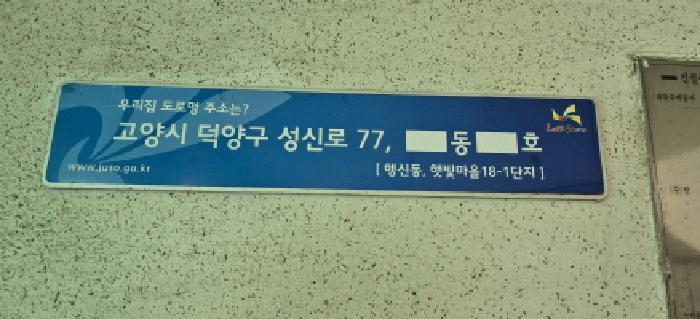 우리집 도로명 주소는?
고양시 덕양구 성신로 77, 동 호
www.juso.go.kr
[ 행신동, 햇빛마을18-1단지 ]